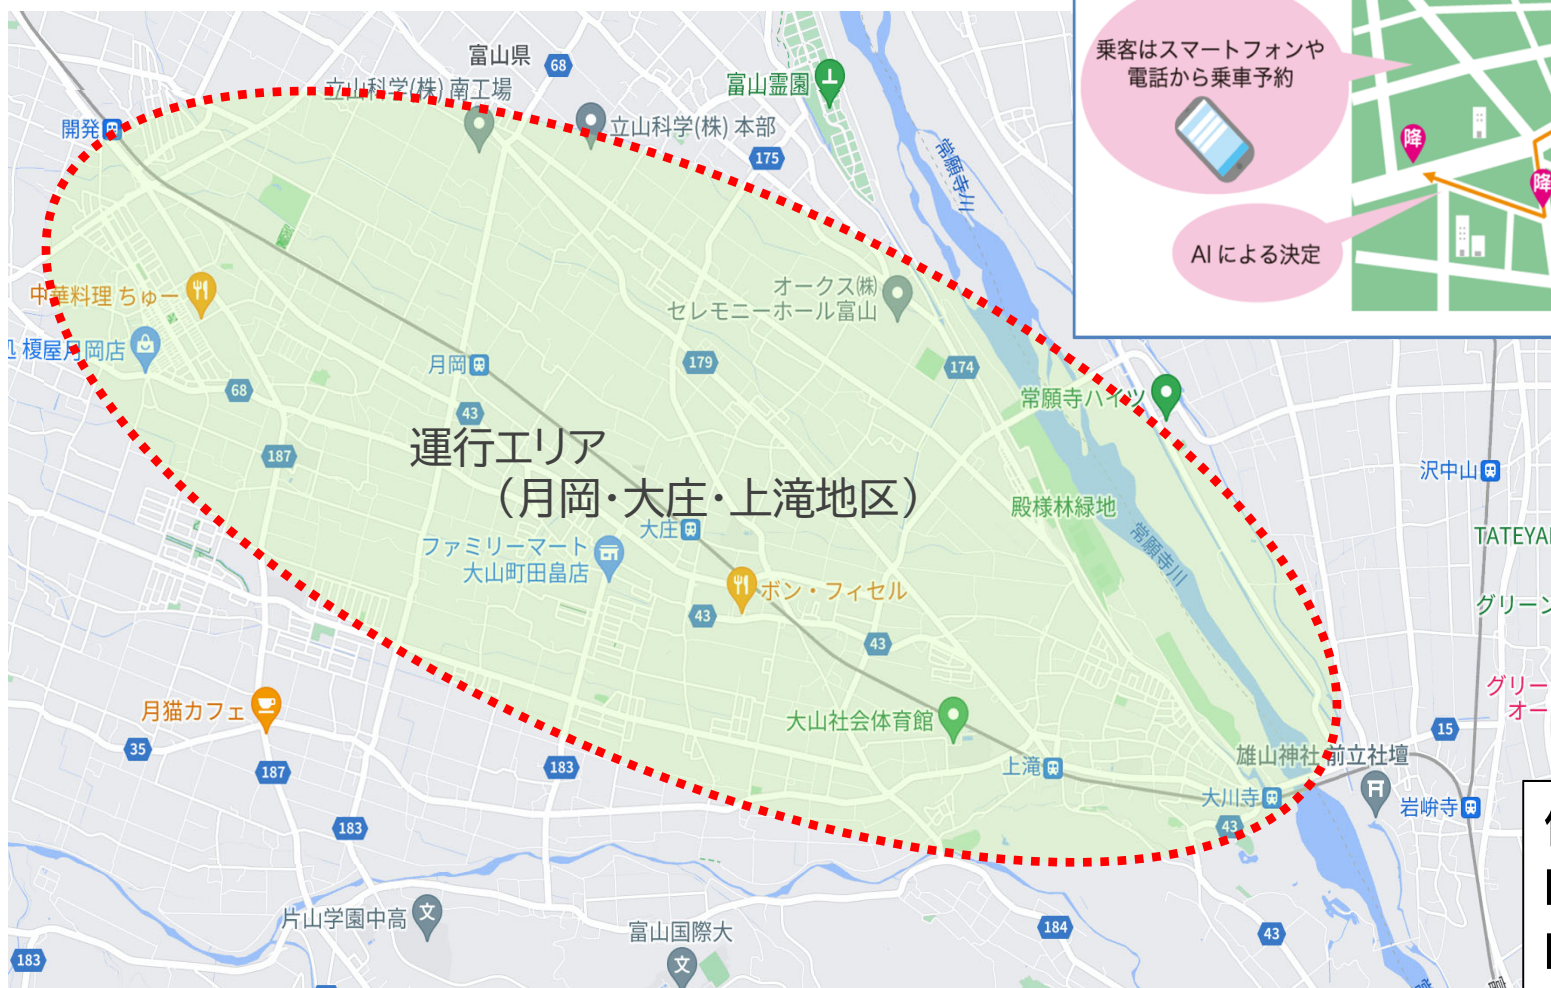 乗客はスマートフォンや
電話から乗車予約
降
降
AI による決定
富山県
68
立山科学(株) 南工場
富山霊園
開発
立山科学(株) 本部
175
常願寺川
中華料理 ちゅー
オークス㈱
セレモニーホール富山
処 榎屋月岡店
月岡
179
174
68
43
常願寺ハイツ
運行エリア
(月岡・大庄・上滝地区)
187
沢中山
殿様林緑地
大庄
常願寺川
TATEYA
ファミリーマート
大山町田畠店
ボン・フィセル
グリーン
43
43
グリー
オー
月猫カフェ
大山社会体育館
15
35
187
183
上滝
雄山神社 前立社壇
大川寺
岩峅寺
43
183
片山学園中高
富山国際大
184
43
183